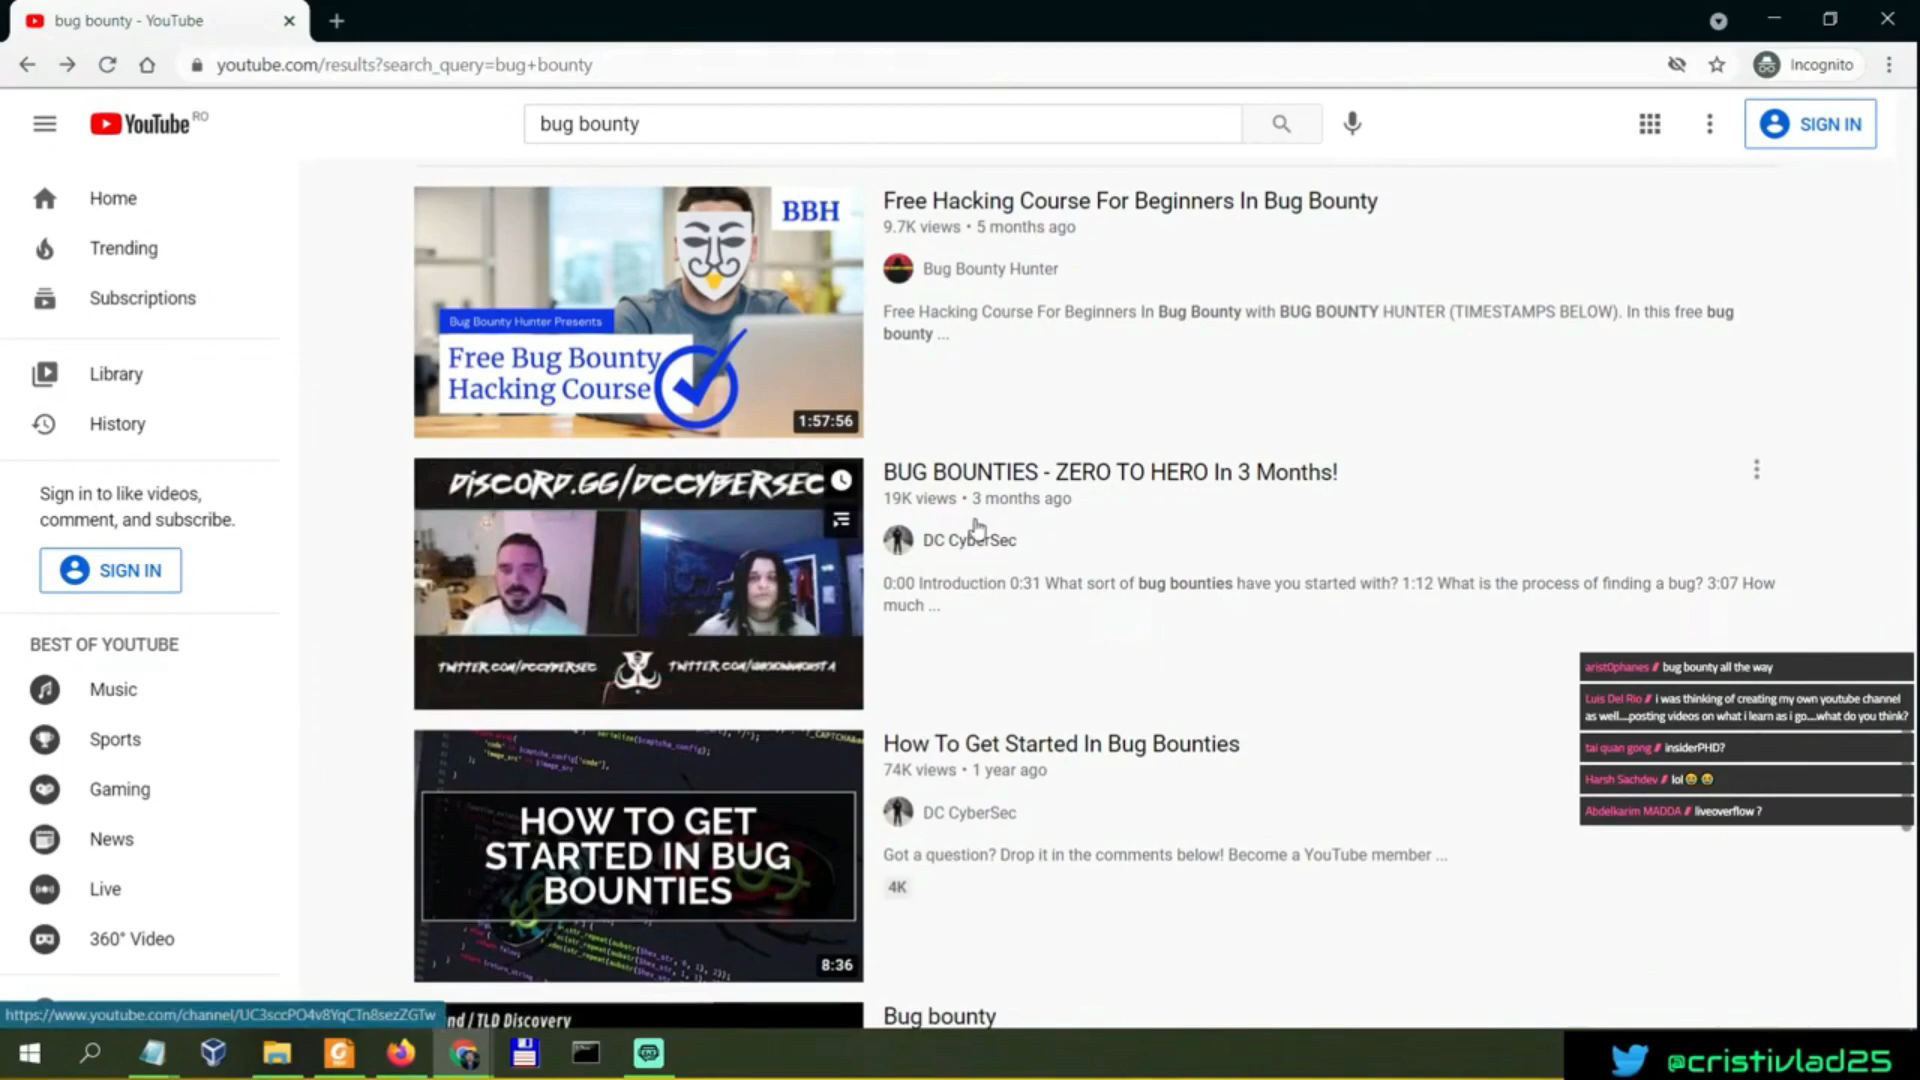 bug bounty - YouTube
youtube.com/results?search_query=bug+bounty
Incognito
YouTube RO
bug bounty
SIGN IN
Home
Trending
Subscriptions
Library
History
Sign in to like videos,
comment, and subscribe.
SIGN IN
BEST OF YOUTUBE
Music
Sports
Gaming
News
Live
360° Video
BBH
Bug Bounty Hunter Presents
Free Bug Bounty
Hacking Course
1:57:56
Free Hacking Course For Beginners In Bug Bounty
9.7K views • 5 months ago
Bug Bounty Hunter
Free Hacking Course For Beginners In Bug Bounty with BUG BOUNTY HUNTER (TIMESTAMPS BELOW). In this free bug
bounty ...
DISCORD.GG/DCCYBERSEC
TWITTER.COM/DCCYBERSEC
BUG BOUNTIES - ZERO TO HERO In 3 Months!
19K views • 3 months ago
DC CyberSec
0:00 Introduction 0:31 What sort of bug bounties have you started with? 1:12 What is the process of finding a bug? 3:07 How
much ...
HOW TO GET
STARTED IN BUG
BOUNTIES
8:36
How To Get Started In Bug Bounties
74K views • 1 year ago
DC CyberSec
Got a question? Drop it in the comments below! Become a YouTube member ...
4K
nd / TLD Discovery
Bug bounty
arist0phanes // bug bounty all the way
Luis Del Rio // i was thinking of creating my own youtube channel
as well....posting videos on what i learn as i go....what do you think?
tai quan gong // insiderPHD?
Harsh Sachdev // lol😂 😂
Abdelkarim MADDA // liveoverflow ?
https://www.youtube.com/channel/UC3sccPO4v8YqCTn8sezZGTw
@cristivlad25